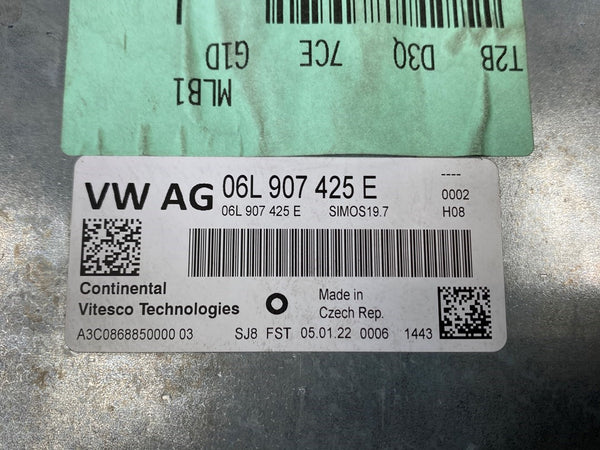 T2B D3Q 7CE G1D
MLB1
VW AG 06L 907 425 E ----
06L 907 425 E SIMOS19.7 0002
H08
Continental
Vitesco Technologies
Made in
Czech Rep.
A3C0868850000 03 SJ8 FST 05.01.22 0006 1443